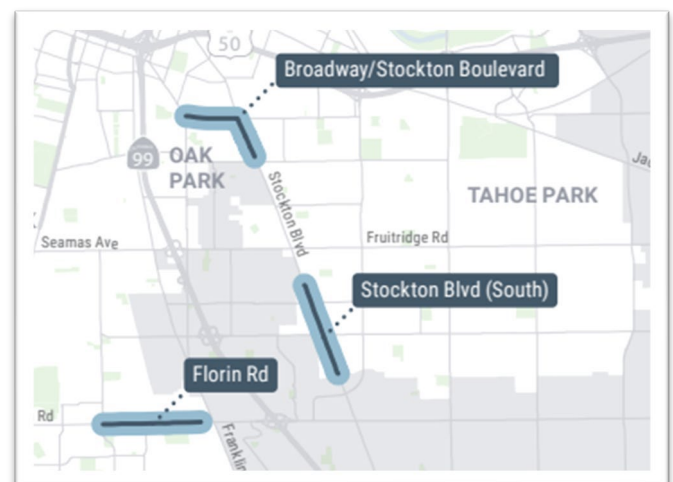 50
Broadway/Stockton Boulevard
99
OAK
PARK
Stockton Blvd
TAHOE PARK
Seamas Ave
Fruitridge Rd
Stockton Blvd (South)
Florin Rd
Rd